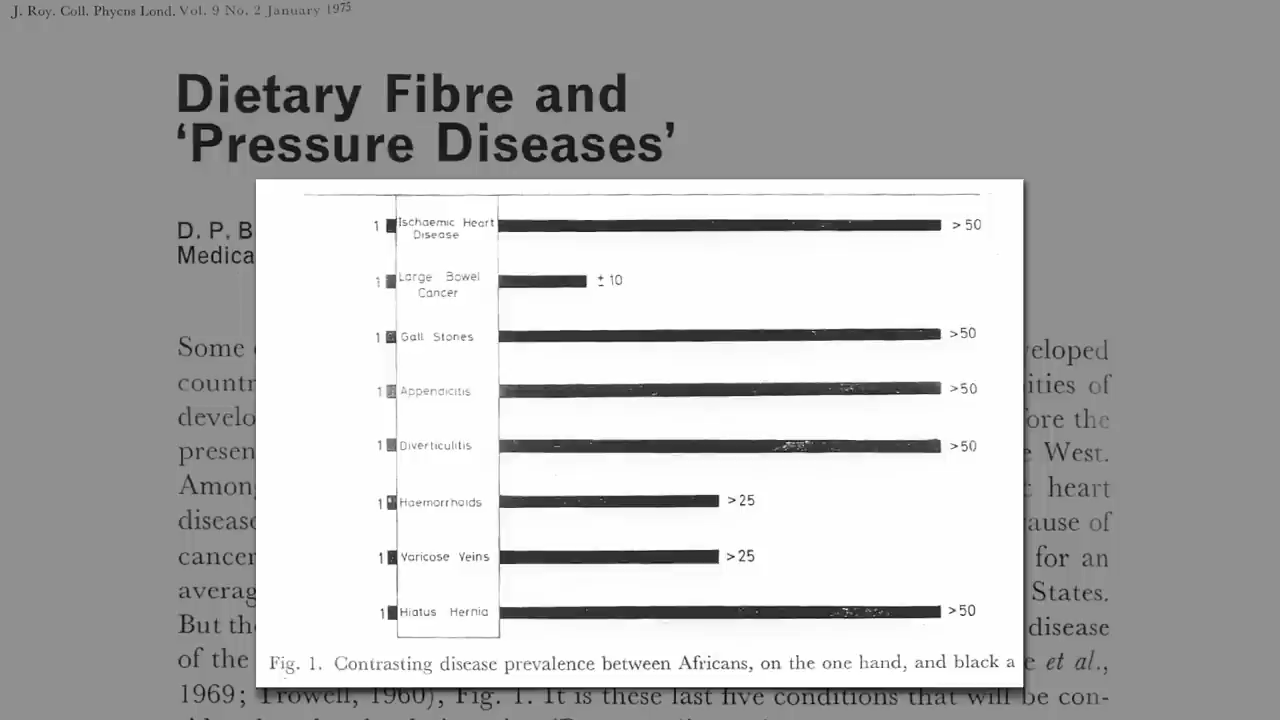 J. Roy. Coll. Phycns Lond. Vol. 9 No. 2 January 1975
Dietary Fibre and
‘Pressure Diseases’
D. P. B
Medica
1 Ischaemic Heart Disease >50
1 Large Bowel Cancer ± 10
1 Gall Stones >50
1 Appendicitis >50
1 Diverticulitis >50
1 Haemorrhoids >25
1 Varicose Veins >25
1 Hiatus Hernia >50
Fig. 1. Contrasting disease prevalence between Africans, on the one hand, and black a
Some
countr
develo
presen
Among
disease
cancer
averag
But th
of the
eloped
ities of
ore the
West.
heart
ause of
for an
States.
disease
e et al.,
1969; Trowell, 1960), Fig. 1. It is these last five conditions that will be con-